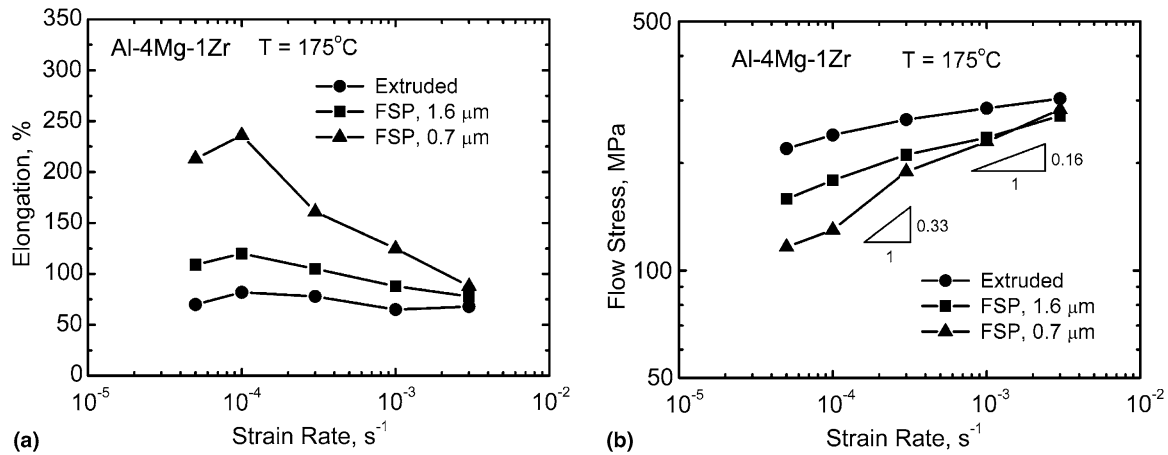 Al-4Mg-1Zr T = 175°C
Extruded
FSP, 1.6 μm
FSP, 0.7 μm
350
300
250
200
150
100
50
0
Elongation, %
10⁻⁵ 10⁻⁴ 10⁻³ 10⁻²
Strain Rate, s⁻¹
(a)
Al-4Mg-1Zr T = 175°C
500
100
50
Flow Stress, MPa
0.16
1
0.33
1
Extruded
FSP, 1.6 μm
FSP, 0.7 μm
10⁻⁵ 10⁻⁴ 10⁻³ 10⁻²
Strain Rate, s⁻¹
(b)